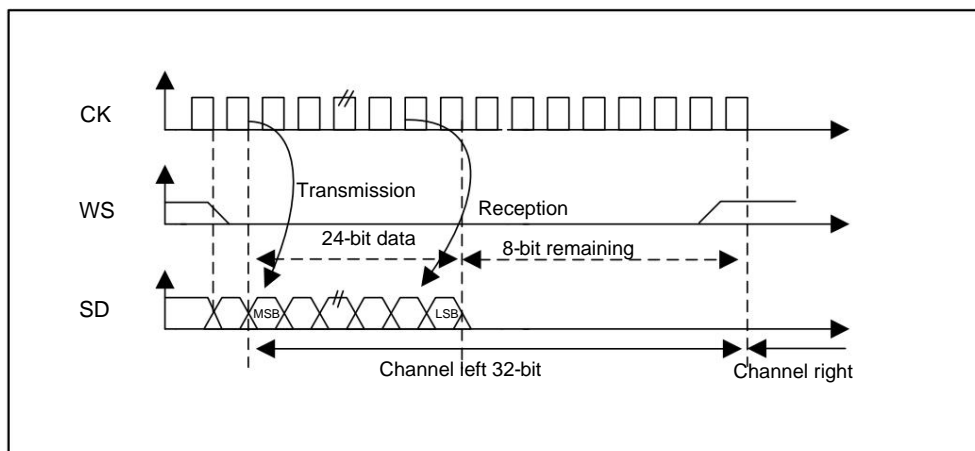 CK
Transmission
WS
Reception
24-bit data
8-bit remaining
SD
MSB
LSB
Channel left 32-bit
Channel right